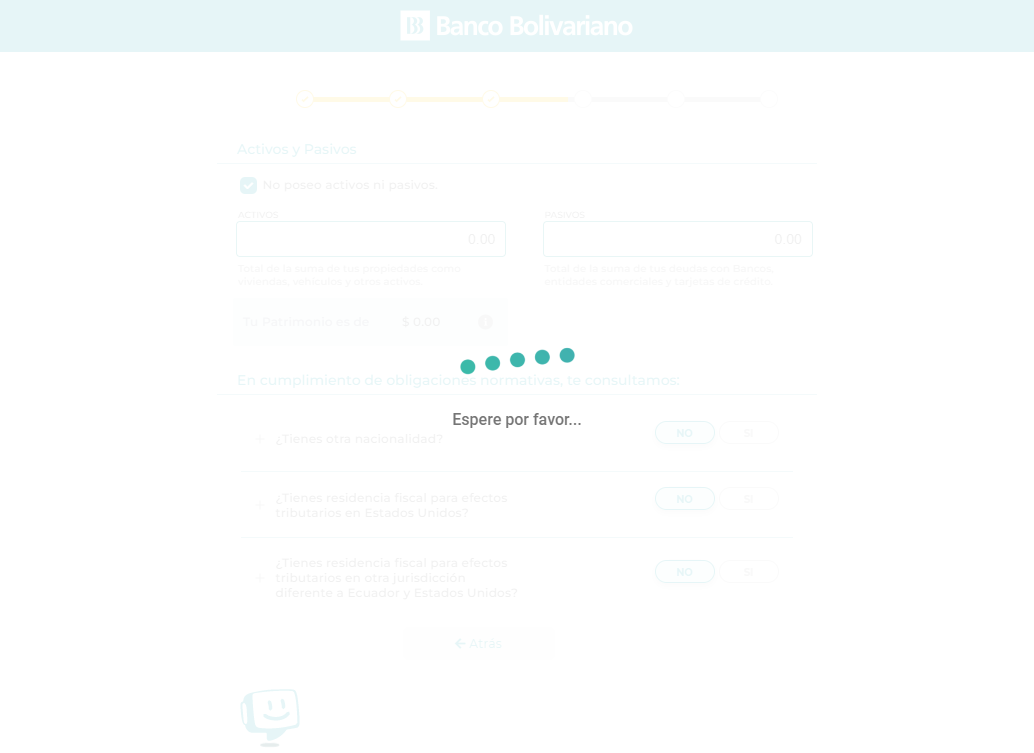 Banco Bolivariano
Activos y Pasivos
No poseo activos ni pasivos.
ACTIVOS
PASIVOS
0.00
0.00
Total de la suma de tus propiedades como
viviendas, vehículos y otros activos.
Total de la suma de tus deudas con Bancos,
entidades comerciales y tarjetas de crédito.
Tu Patrimonio es de $ 0.00
En cumplimiento de obligaciones normativas, te consultamos:
Espere por favor...
+ ¿Tienes otra nacionalidad? NO SI
+ ¿Tienes residencia fiscal para efectos
tributarios en Estados Unidos? NO SI
+ ¿Tienes residencia fiscal para efectos
tributarios en otra jurisdicción
diferente a Ecuador y Estados Unidos? NO SI
Atrás